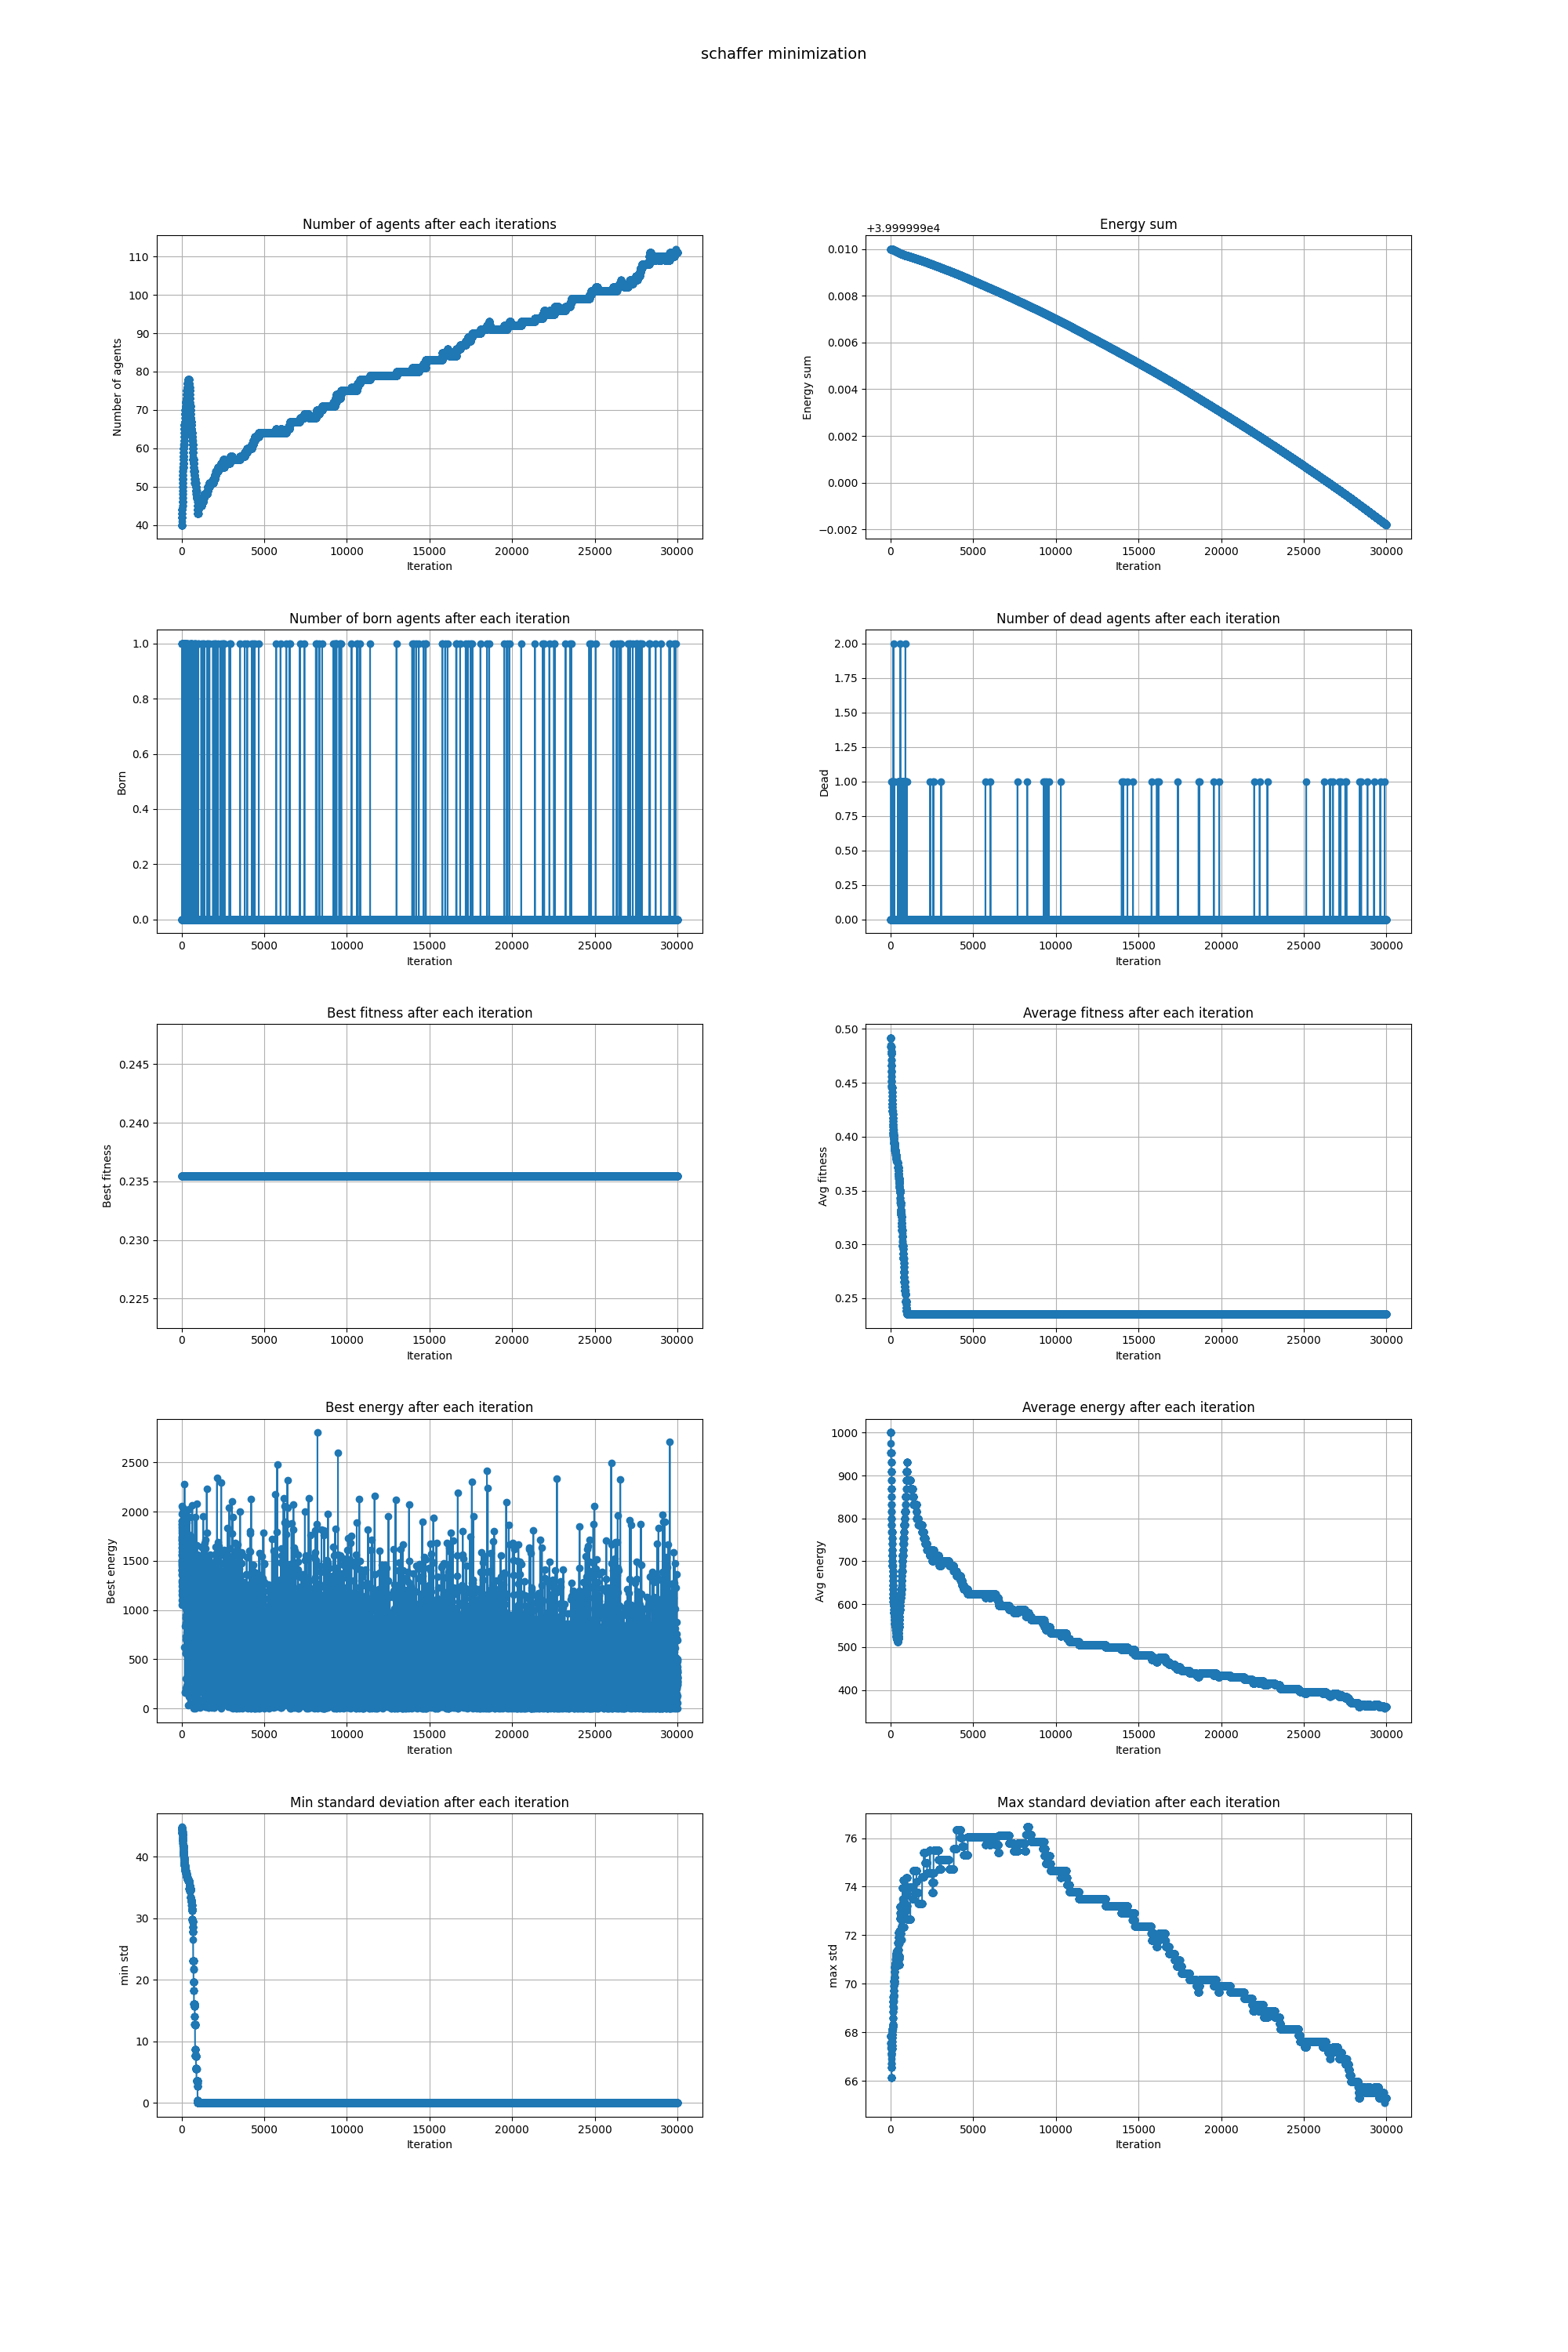 schaffer minimization
Number of agents after each iterations
Number of agents
110
100
90
80
70
60
50
40
0 5000 10000 15000 20000 25000 30000
Iteration
Energy sum
+3.999999e4
Energy sum
0.010
0.008
0.006
0.004
0.002
0.000
−0.002
0 5000 10000 15000 20000 25000 30000
Iteration
Number of born agents after each iteration
Born
1.0
0.8
0.6
0.4
0.2
0.0
0 5000 10000 15000 20000 25000 30000
Iteration
Number of dead agents after each iteration
Dead
2.00
1.75
1.50
1.25
1.00
0.75
0.50
0.25
0.00
0 5000 10000 15000 20000 25000 30000
Iteration
Best fitness after each iteration
Best fitness
0.245
0.240
0.235
0.230
0.225
0 5000 10000 15000 20000 25000 30000
Iteration
Average fitness after each iteration
Avg fitness
0.50
0.45
0.40
0.35
0.30
0.25
0 5000 10000 15000 20000 25000 30000
Iteration
Best energy after each iteration
Best energy
2500
2000
1500
1000
500
0
0 5000 10000 15000 20000 25000 30000
Iteration
Average energy after each iteration
Avg energy
1000
900
800
700
600
500
400
0 5000 10000 15000 20000 25000 30000
Iteration
Min standard deviation after each iteration
min std
40
30
20
10
0
0 5000 10000 15000 20000 25000 30000
Iteration
Max standard deviation after each iteration
max std
76
74
72
70
68
66
0 5000 10000 15000 20000 25000 30000
Iteration